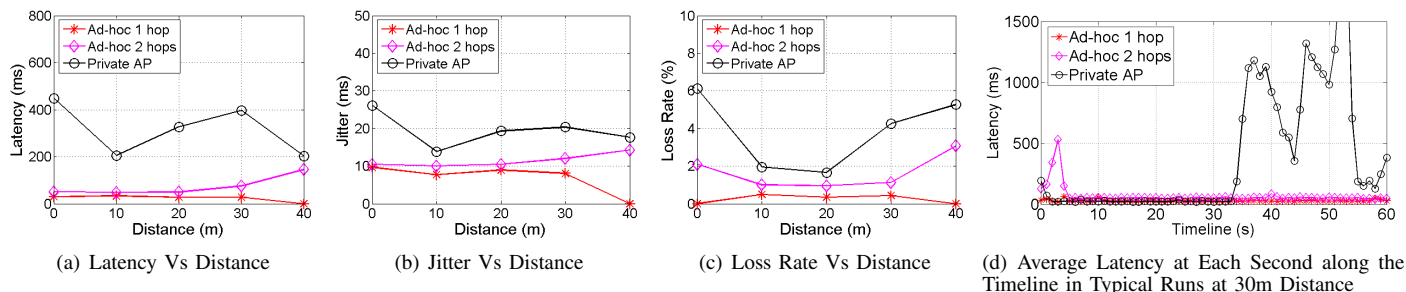 800
600
400
200
0
Latency (ms)
Ad-hoc 1 hop
Ad-hoc 2 hops
Private AP
0 10 20 30 40
Distance (m)
(a) Latency Vs Distance
50
40
30
20
10
0
Jitter (ms)
Ad-hoc 1 hop
Ad-hoc 2 hops
Private AP
0 10 20 30 40
Distance (m)
(b) Jitter Vs Distance
10
8
6
4
2
0
Loss Rate (%)
Ad-hoc 1 hop
Ad-hoc 2 hops
Private AP
0 10 20 30 40
Distance (m)
(c) Loss Rate Vs Distance
1500
1000
500
0
Latency (ms)
Ad-hoc 1 hop
Ad-hoc 2 hops
Private AP
0 10 20 30 40 50 60
Timeline (s)
(d) Average Latency at Each Second along the
Timeline in Typical Runs at 30m Distance